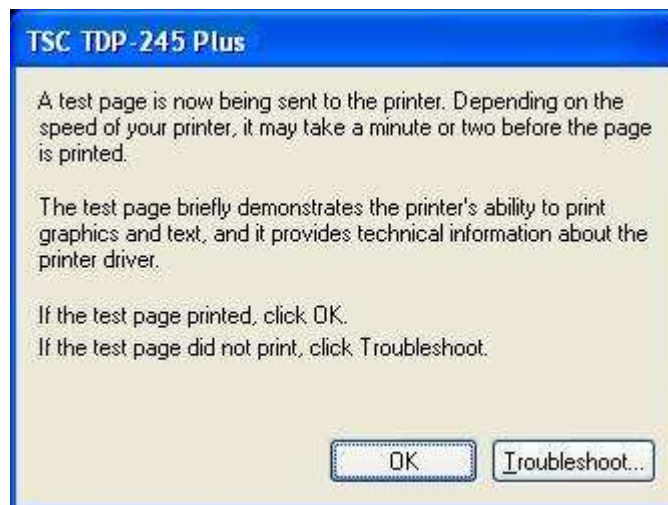 TSC TDP-245 Plus
A test page is now being sent to the printer. Depending on the
speed of your printer, it may take a minute or two before the page
is printed.
The test page briefly demonstrates the printer's ability to print
graphics and text, and it provides technical information about the
printer driver.
If the test page printed, click OK.
If the test page did not print, click Troubleshoot.
OK
Troubleshoot...